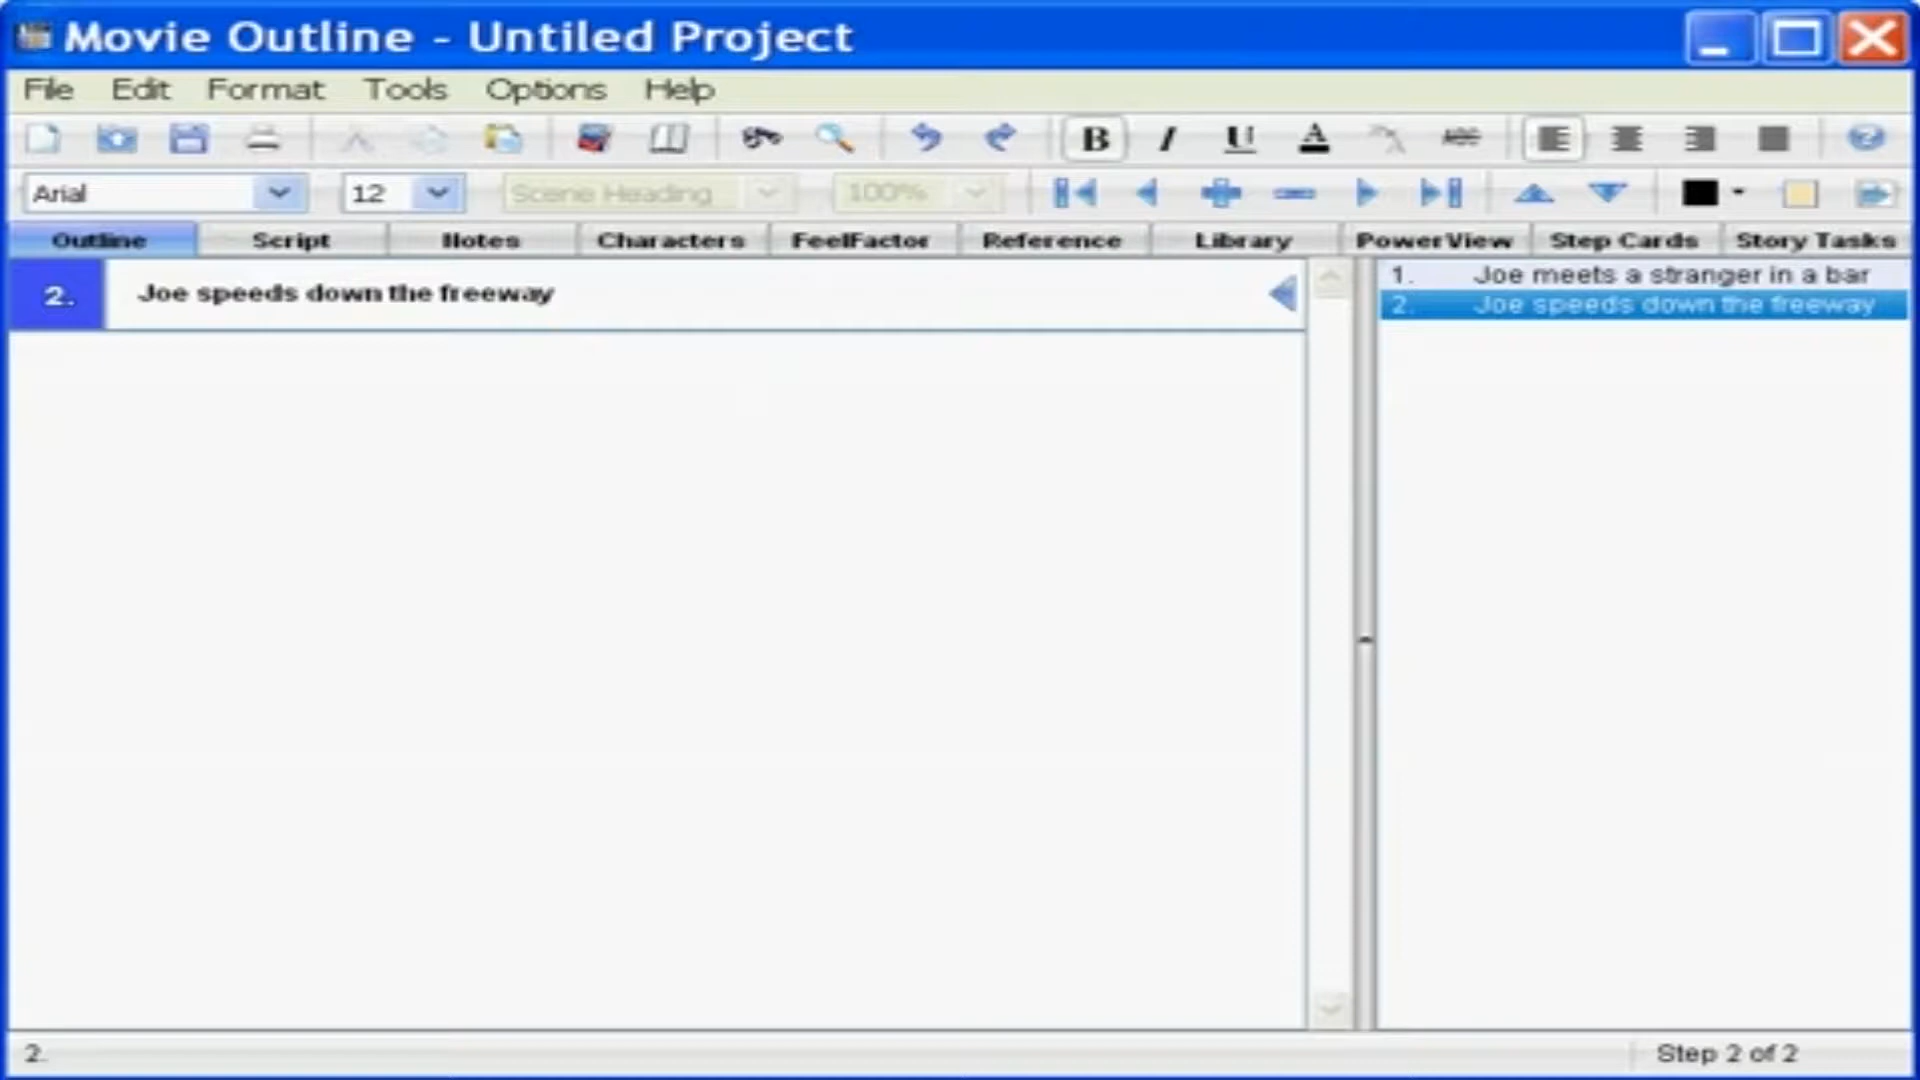 Movie Outline - Untiled Project
File Edit Format Tools Options Help
B I U A ABC
Arial 12 Scene Heading 100%
Outline Script Notes Characters FeelFactor Reference Library PowerView Step Cards Story Tasks
2. Joe speeds down the freeway
1. Joe meets a stranger in a bar
2. Joe speeds down the freeway
2. Step 2 of 2